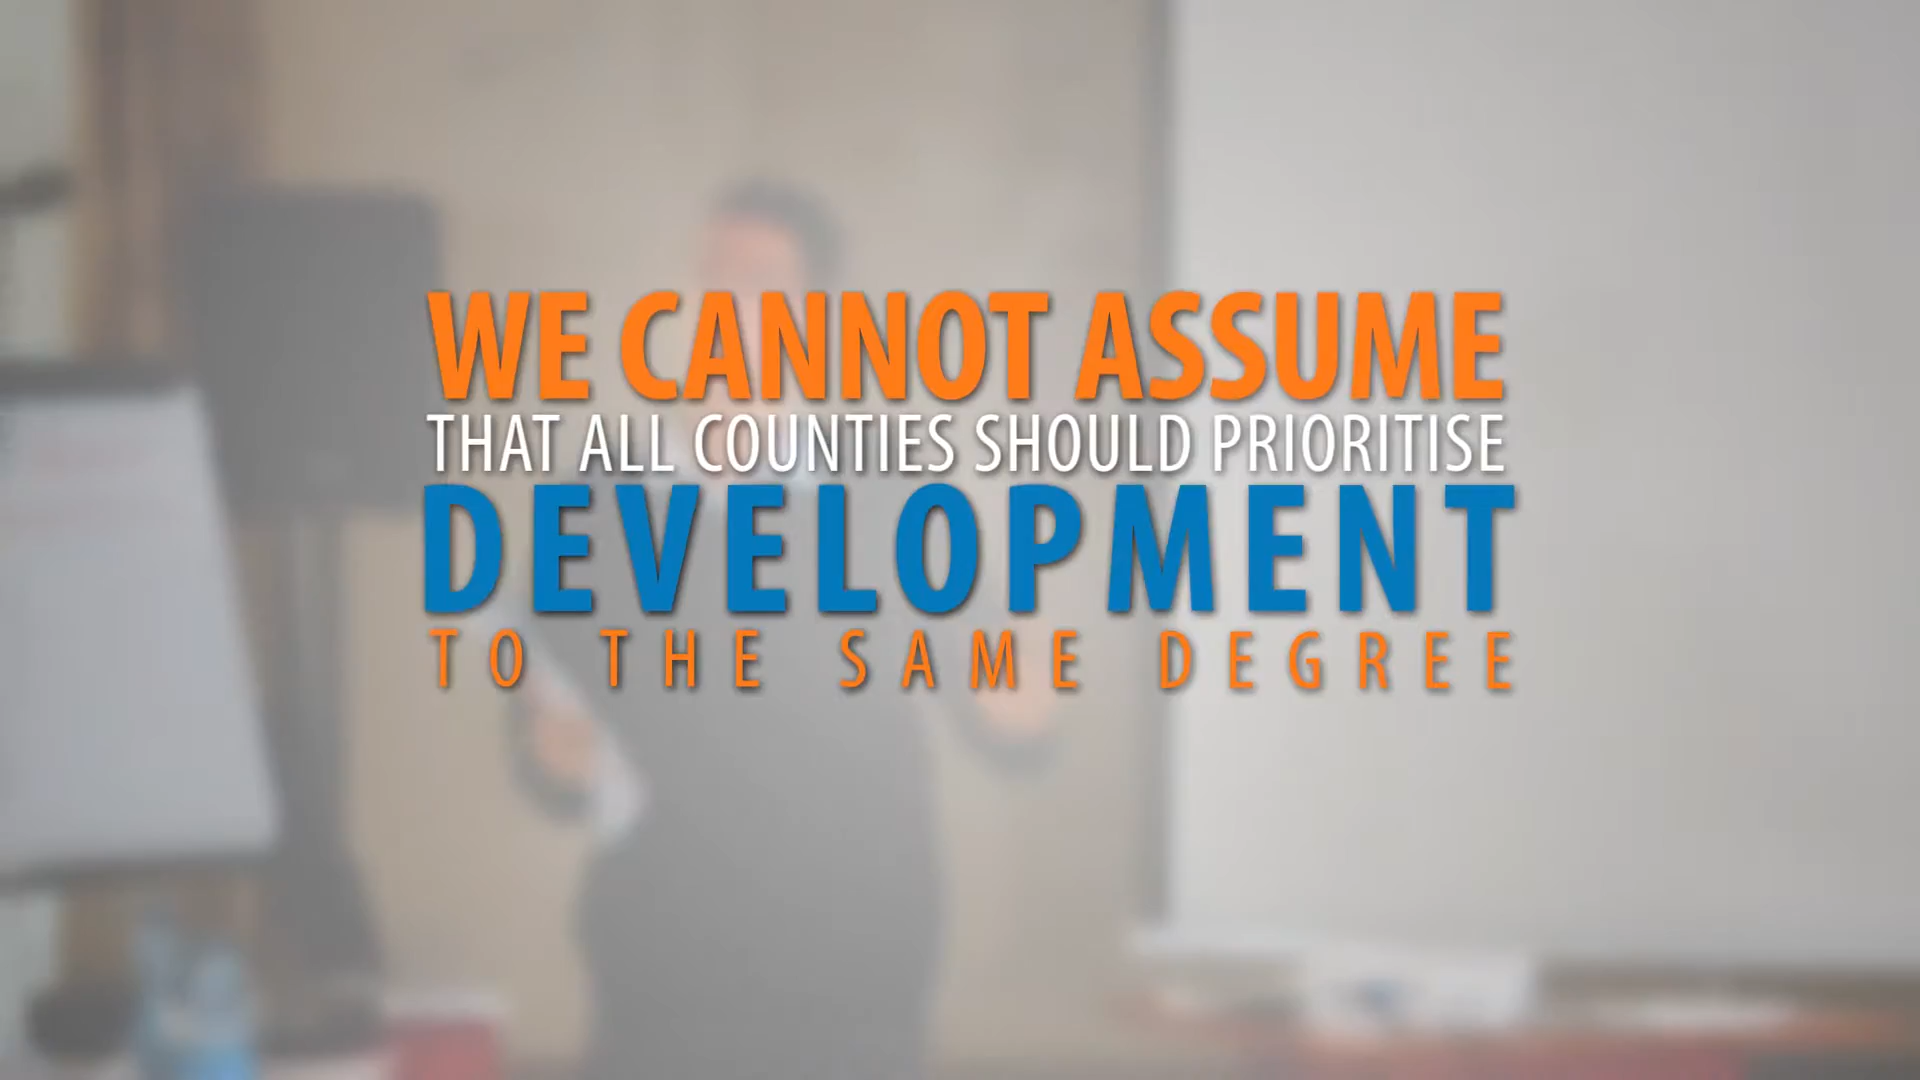 WE CANNOT ASSUME
THAT ALL COUNTIES SHOULD PRIORITISE
DEVELOPMENT
TO THE SAME DEGREE